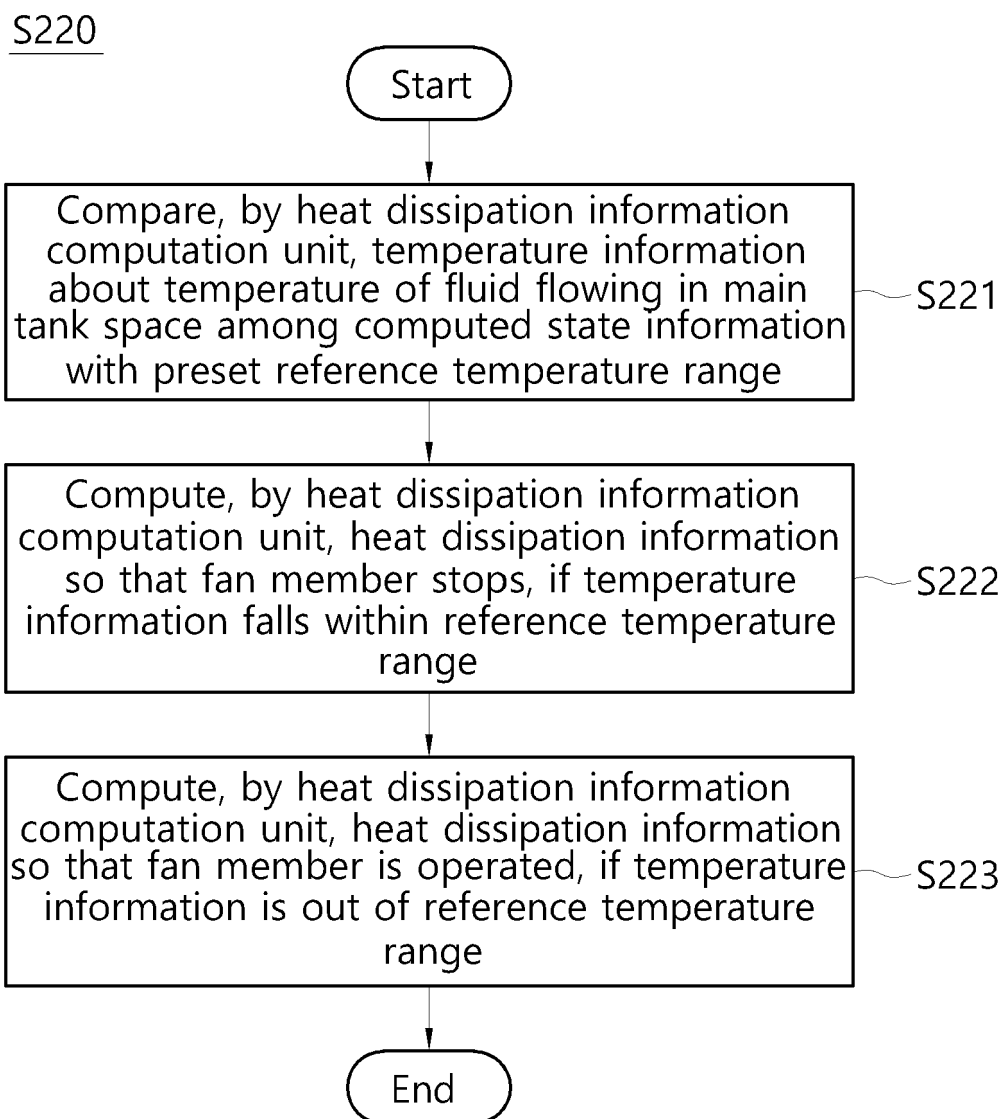 S220
Start
Compare, by heat dissipation information
computation unit, temperature information
about temperature of fluid flowing in main
tank space among computed state information
with preset reference temperature range
S221
Compute, by heat dissipation information
computation unit, heat dissipation information
so that fan member stops, if temperature
information falls within reference temperature
range
S222
Compute, by heat dissipation information
computation unit, heat dissipation information
so that fan member is operated, if temperature
information is out of reference temperature
range
S223
End